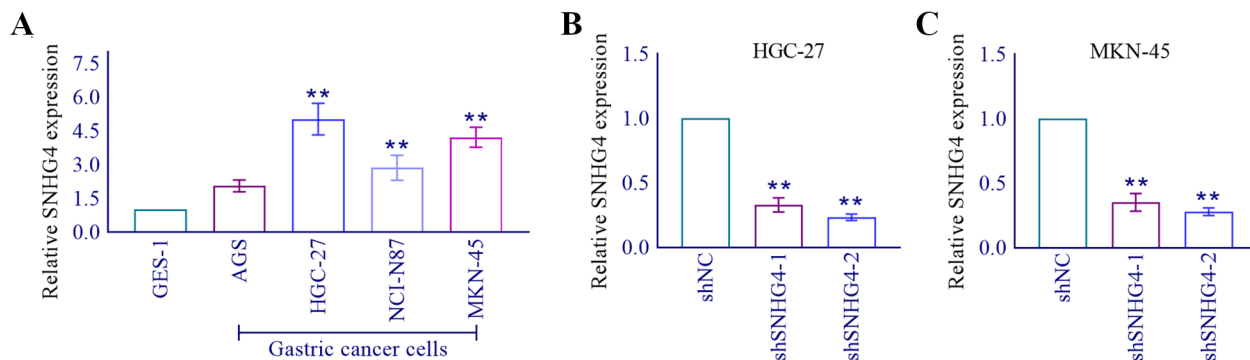 A
Relative SNHG4 expression
7.5
6.0
4.5
3.0
1.5
0.0
**
**
**
GES-1
AGS
HGC-27
NCI-N87
MKN-45
Gastric cancer cells
B
HGC-27
Relative SNHG4 expression
1.5
1.0
0.5
0.0
**
**
shNC
shSNHG4-1
shSNHG4-2
C
MKN-45
Relative SNHG4 expression
1.5
1.0
0.5
0.0
**
**
shNC
shSNHG4-1
shSNHG4-2